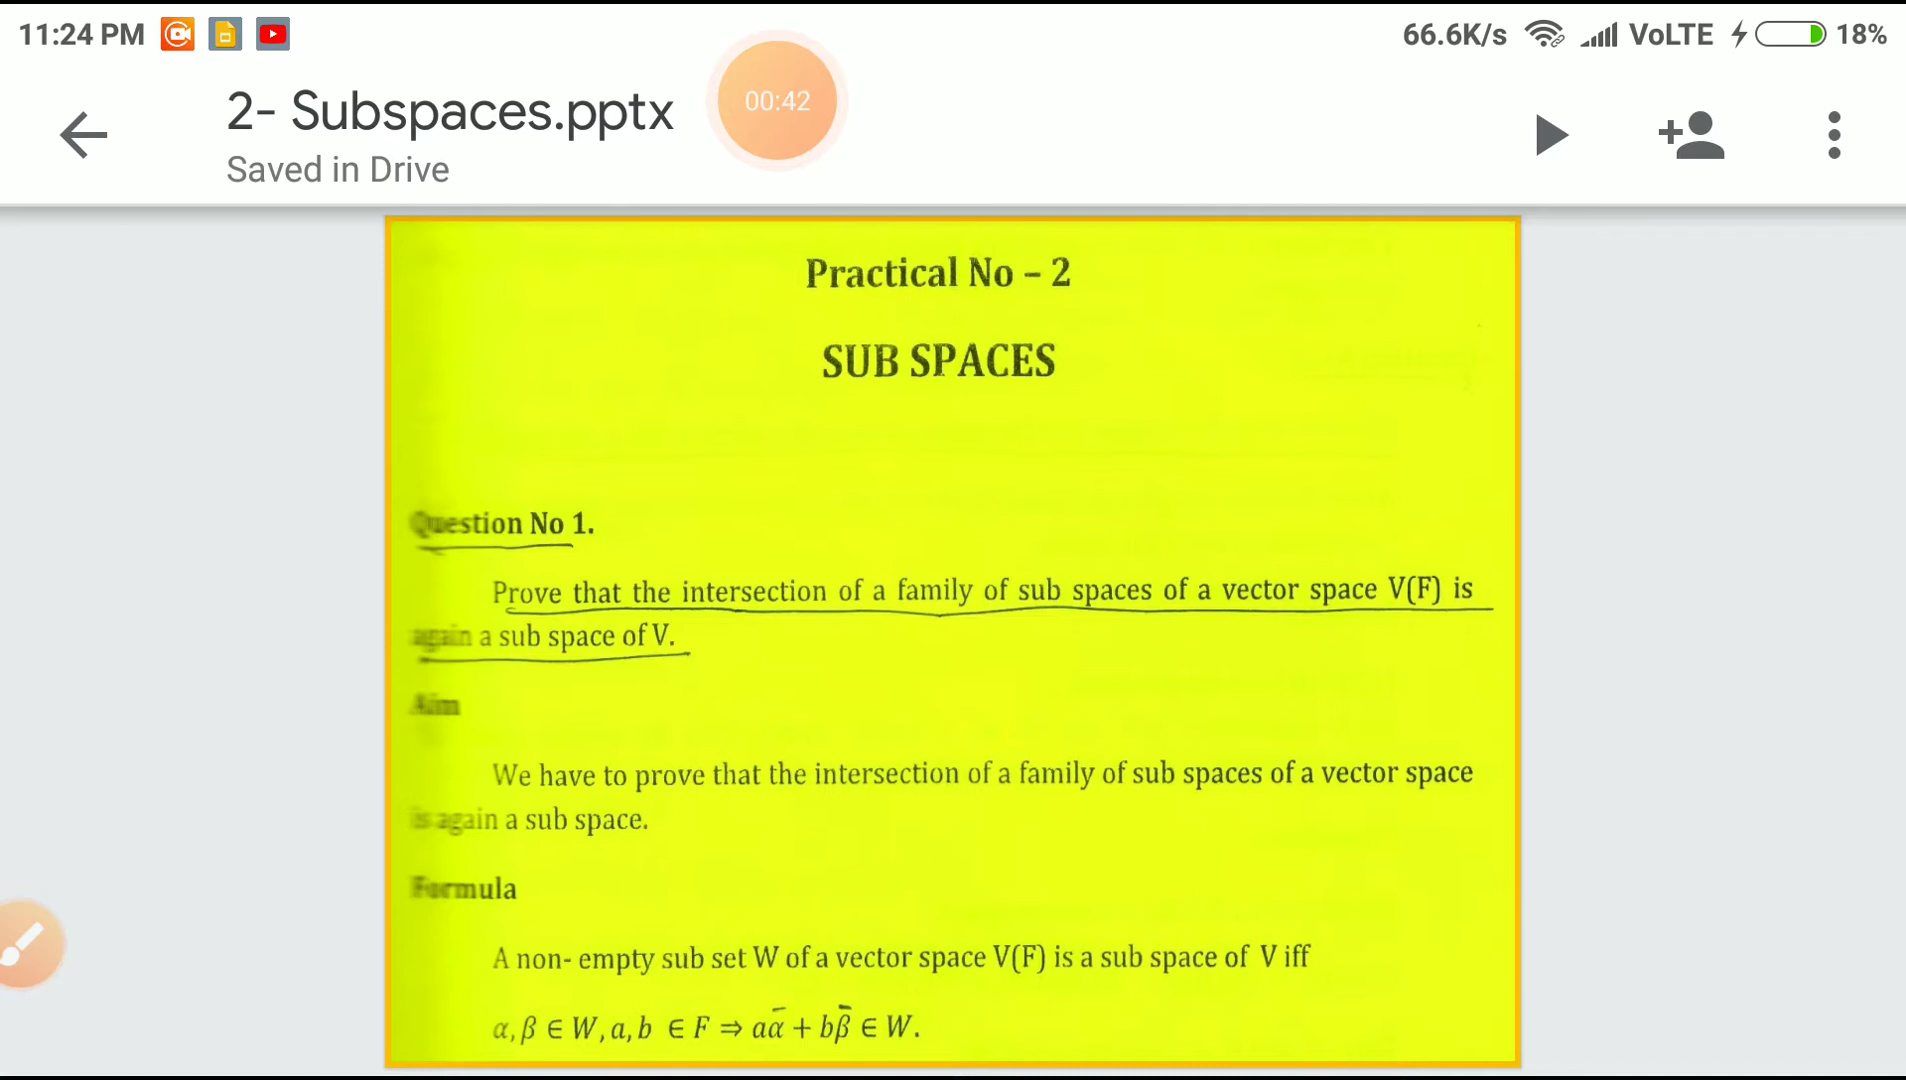 11:24 PM 66.6K/s VoLTE 18%
2- Subspaces.pptx
00:42
Saved in Drive
Practical No – 2
SUB SPACES
Question No 1.
Prove that the intersection of a family of sub spaces of a vector space V(F) is
again a sub space of V.
Aim
We have to prove that the intersection of a family of sub spaces of a vector space
is again a sub space.
Formula
A non- empty sub set W of a vector space V(F) is a sub space of V iff
α, β ∈ W, a, b ∈ F ⇒ aᾱ + bβ̄ ∈ W.